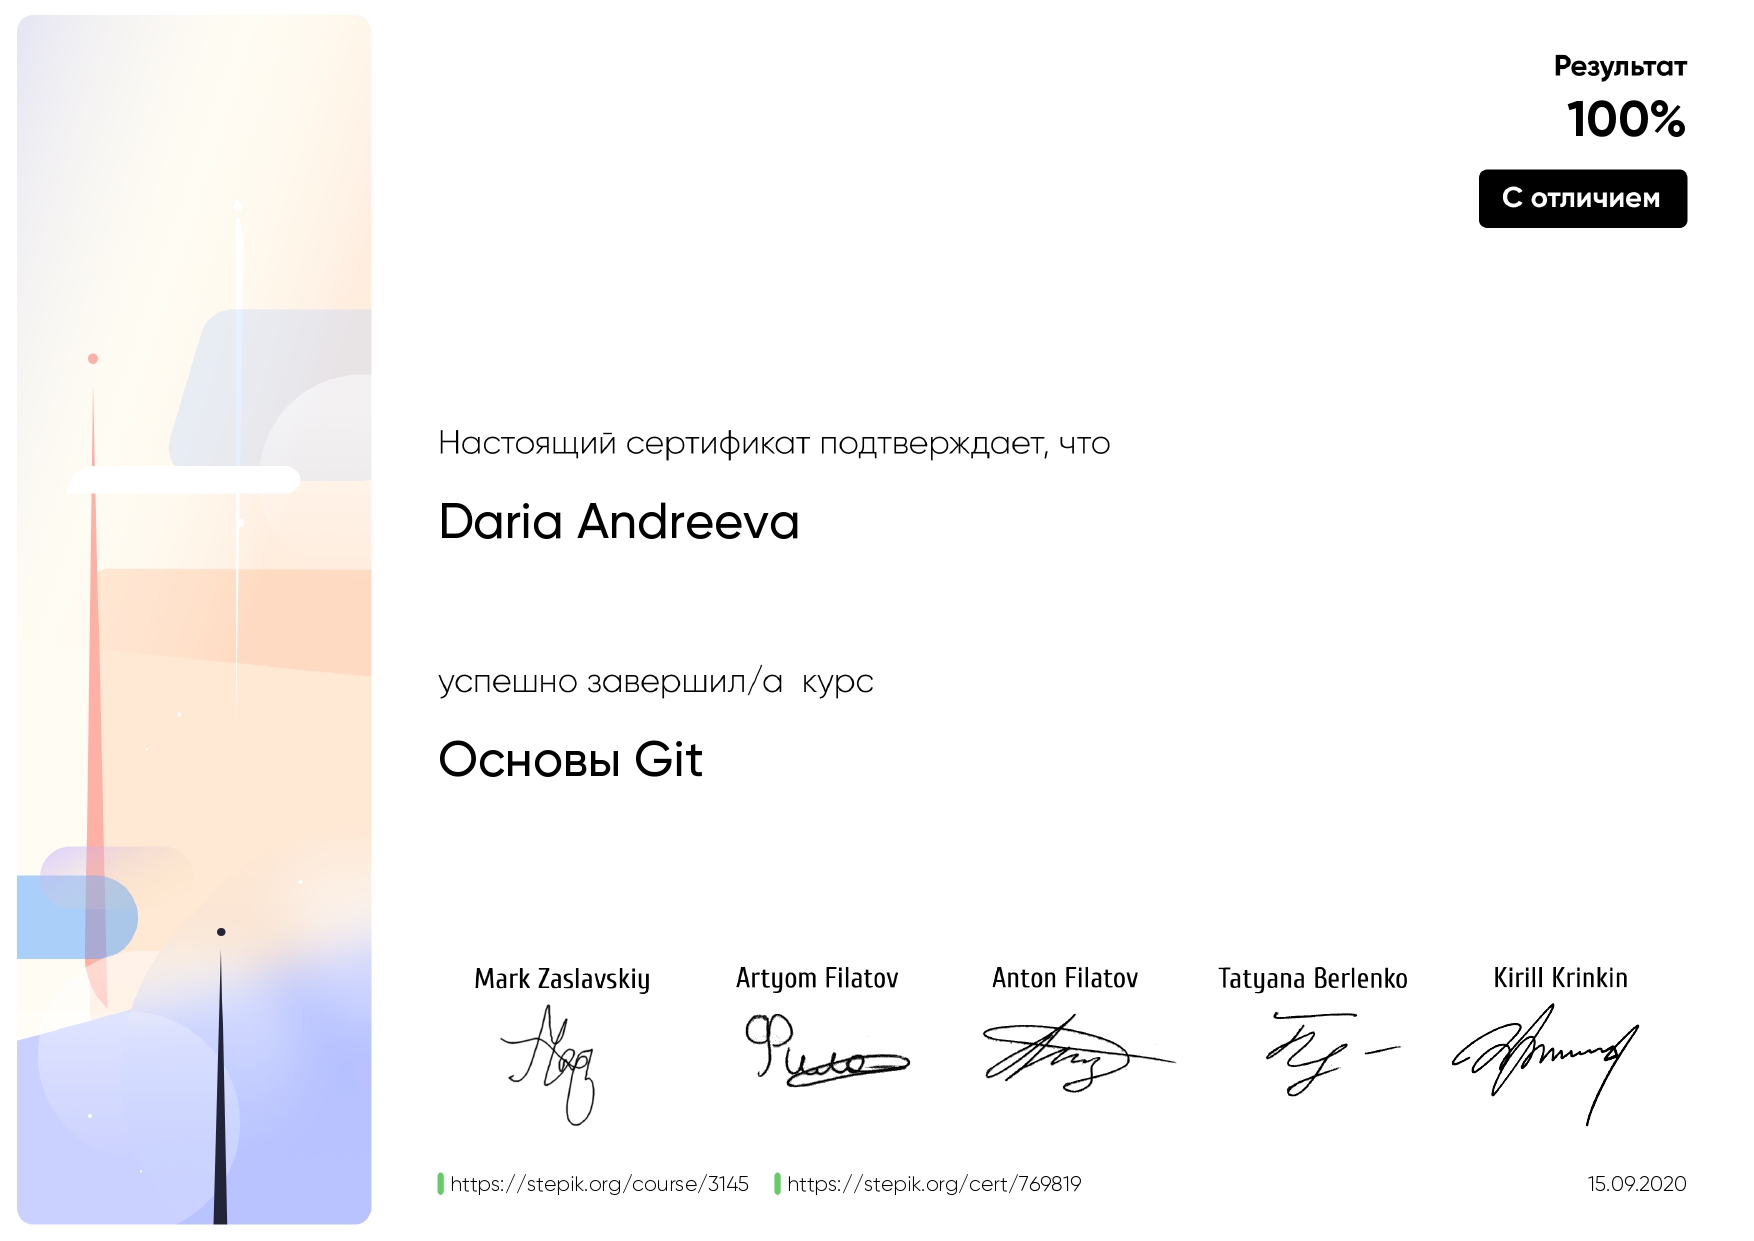 Результат
100%
С отличием
Настоящий сертификат подтверждает, что
Daria Andreeva
успешно завершил/а курс
Основы Git
Mark Zaslavskiy Artyom Filatov Anton Filatov Tatyana Berlenko Kirill Krinkin
https://stepik.org/course/3145 https://stepik.org/cert/769819 15.09.2020